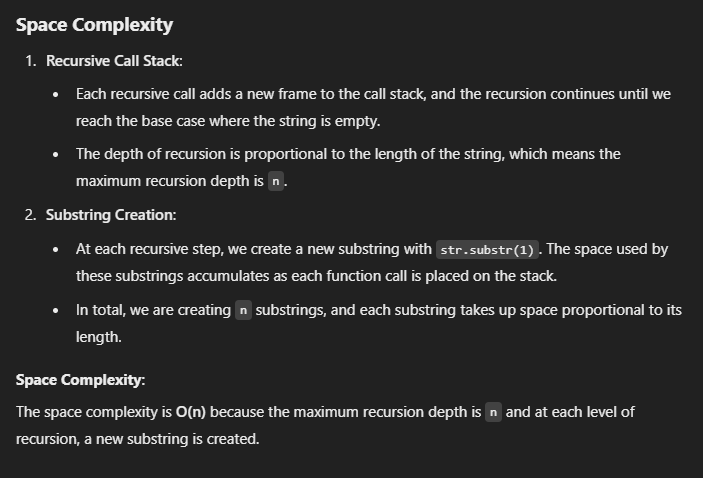 Space Complexity
1. Recursive Call Stack:
• Each recursive call adds a new frame to the call stack, and the recursion continues until we
reach the base case where the string is empty.
• The depth of recursion is proportional to the length of the string, which means the
maximum recursion depth is n.
2. Substring Creation:
• At each recursive step, we create a new substring with str.substr(1). The space used by
these substrings accumulates as each function call is placed on the stack.
• In total, we are creating n substrings, and each substring takes up space proportional to its
length.
Space Complexity:
The space complexity is O(n) because the maximum recursion depth is n and at each level of
recursion, a new substring is created.